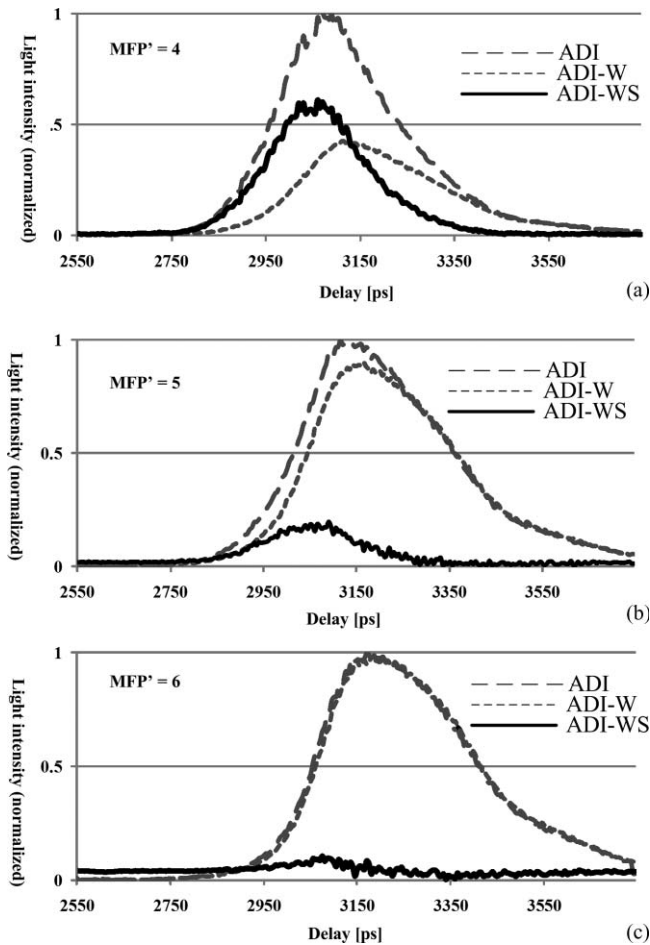 Light intensity (normalized)
1
.5
0
MFP' = 4
ADI
ADI-W
ADI-WS
2550 2750 2950 3150 3350 3550
Delay [ps]
(a)
Light intensity (normalized)
1
0.5
0
MFP' = 5
ADI
ADI-W
ADI-WS
2550 2750 2950 3150 3350 3550
Delay [ps]
(b)
Light intensity (normalized)
1
0.5
0
MFP' = 6
ADI
ADI-W
ADI-WS
2550 2750 2950 3150 3350 3550
Delay [ps]
(c)